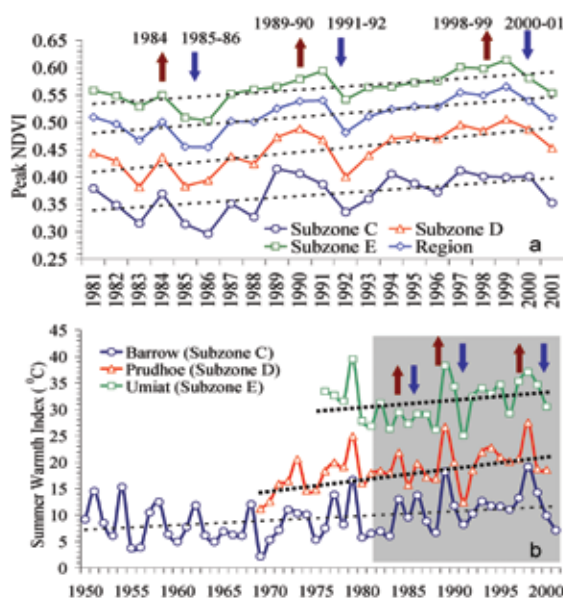 1984 1985-86 1989-90 1991-92 1998-99 2000-01
Peak NDVI
0.65
0.60
0.55
0.50
0.45
0.40
0.35
0.30
0.25
Subzone C Subzone D
Subzone E Region
a
1981 1982 1983 1984 1985 1986 1987 1988 1989 1990 1991 1992 1993 1994 1995 1996 1997 1998 1999 2000 2001
Summer Warmth Index (°C)
45
40
35
30
25
20
15
10
5
0
Barrow (Subzone C)
Prudhoe (Subzone D)
Umiat (Subzone E)
b
1950 1955 1960 1965 1970 1975 1980 1985 1990 1995 2000